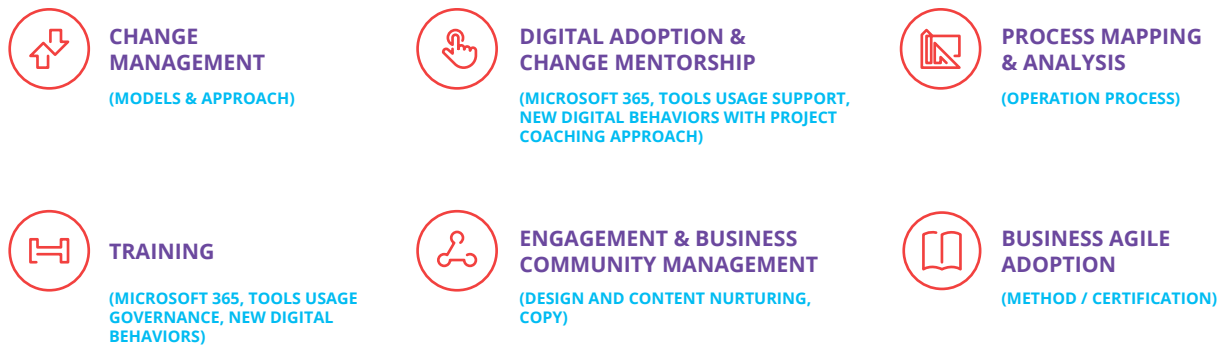 CHANGE
MANAGEMENT
(MODELS & APPROACH)
DIGITAL ADOPTION &
CHANGE MENTORSHIP
(MICROSOFT 365, TOOLS USAGE SUPPORT,
NEW DIGITAL BEHAVIORS WITH PROJECT
COACHING APPROACH)
PROCESS MAPPING
& ANALYSIS
(OPERATION PROCESS)
TRAINING
(MICROSOFT 365, TOOLS USAGE
GOVERNANCE, NEW DIGITAL
BEHAVIORS)
ENGAGEMENT & BUSINESS
COMMUNITY MANAGEMENT
(DESIGN AND CONTENT NURTURING,
COPY)
BUSINESS AGILE
ADOPTION
(METHOD / CERTIFICATION)